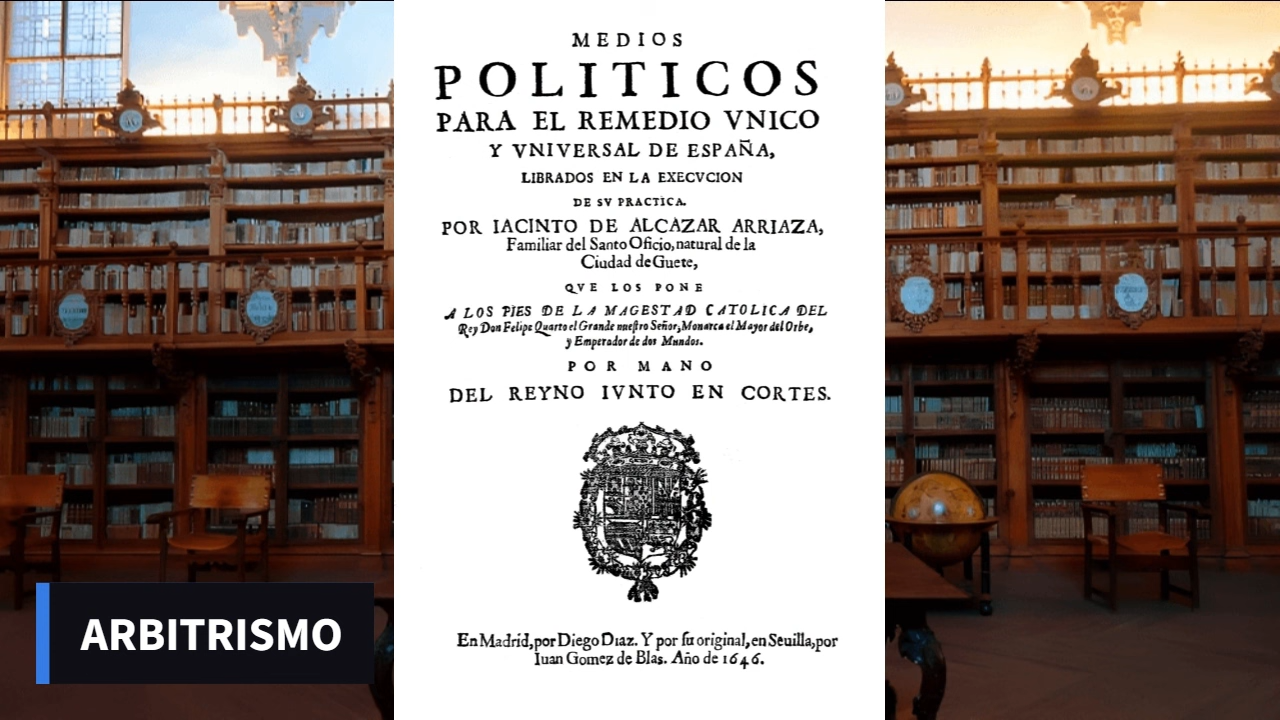 MEDIOS
POLITICOS
PARA EL REMEDIO VNICO
Y VNIVERSAL DE ESPAÑA,
LIBRADOS EN LA EXECVCION
DE SV PRACTICA.
POR IACINTO DE ALCAZAR ARRIAZA,
Familiar del Santo Oficio, natural de la
Ciudad de Guete,
QVE LOS PONE
A LOS PIES DE LA MAGESTAD CATOLICA DEL
Rey Don Felipe Quarto el Grande nueſtro Señor, Monarca el Mayor del Orbe,
y Emperador de dos Mundos.
POR MANO
DEL REYNO IVNTO EN CORTES.
En Madrid, por Diego Diaz. Y por ſu original, en Seuilla, por
Iuan Gomez de Blas. Año de 1646.
ARBITRISMO